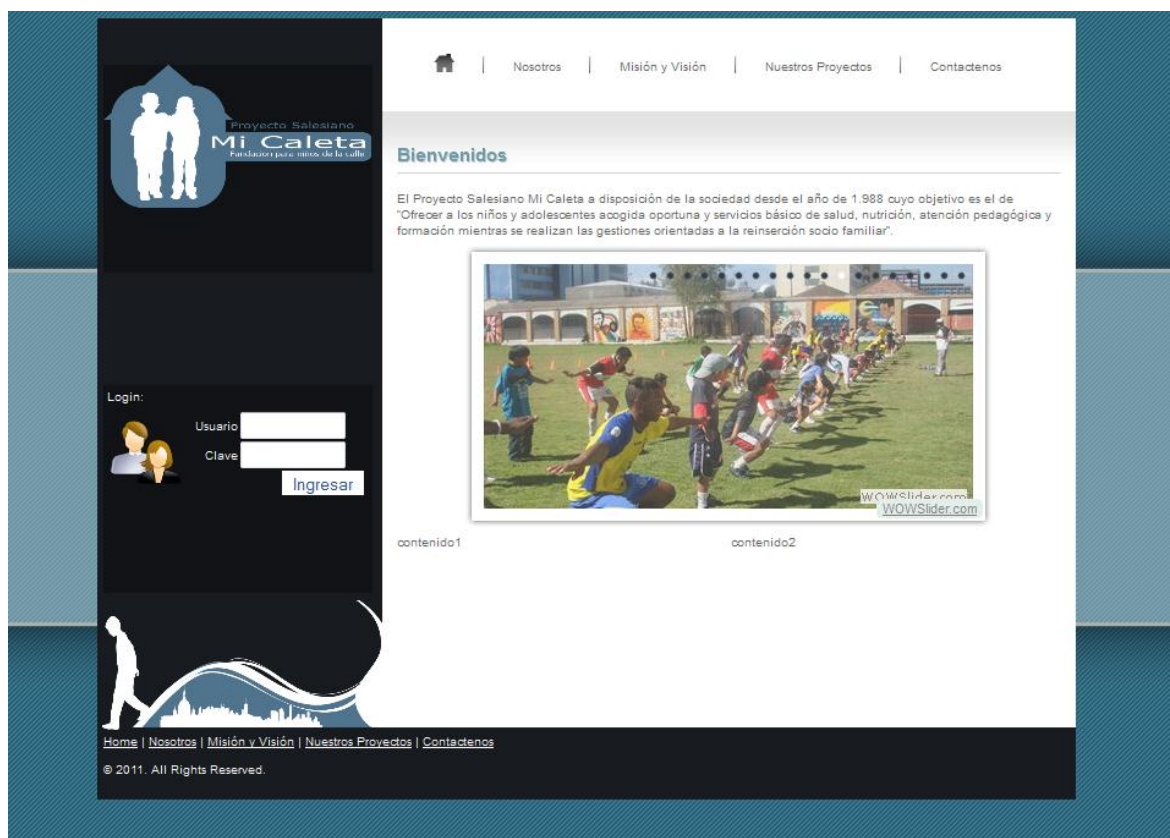 Proyecto Salesiano
Mi Caleta
Fundacion para niños de la calle
Nosotros | Misión y Visión | Nuestros Proyectos | Contactenos
Bienvenidos
El Proyecto Salesiano Mi Caleta a disposición de la sociedad desde el año de 1.988 cuyo objetivo es el de
"Ofrecer a los niños y adolescentes acogida oportuna y servicios básico de salud, nutrición, atención pedagógica y
formación mientras se realizan las gestiones orientadas a la reinserción socio familiar".
WOWSlider.com
WOWSlider.com
contenido1
contenido2
Login:
Usuario
Clave
Ingresar
Home | Nosotros | Misión y Visión | Nuestros Proyectos | Contactenos
© 2011. All Rights Reserved.